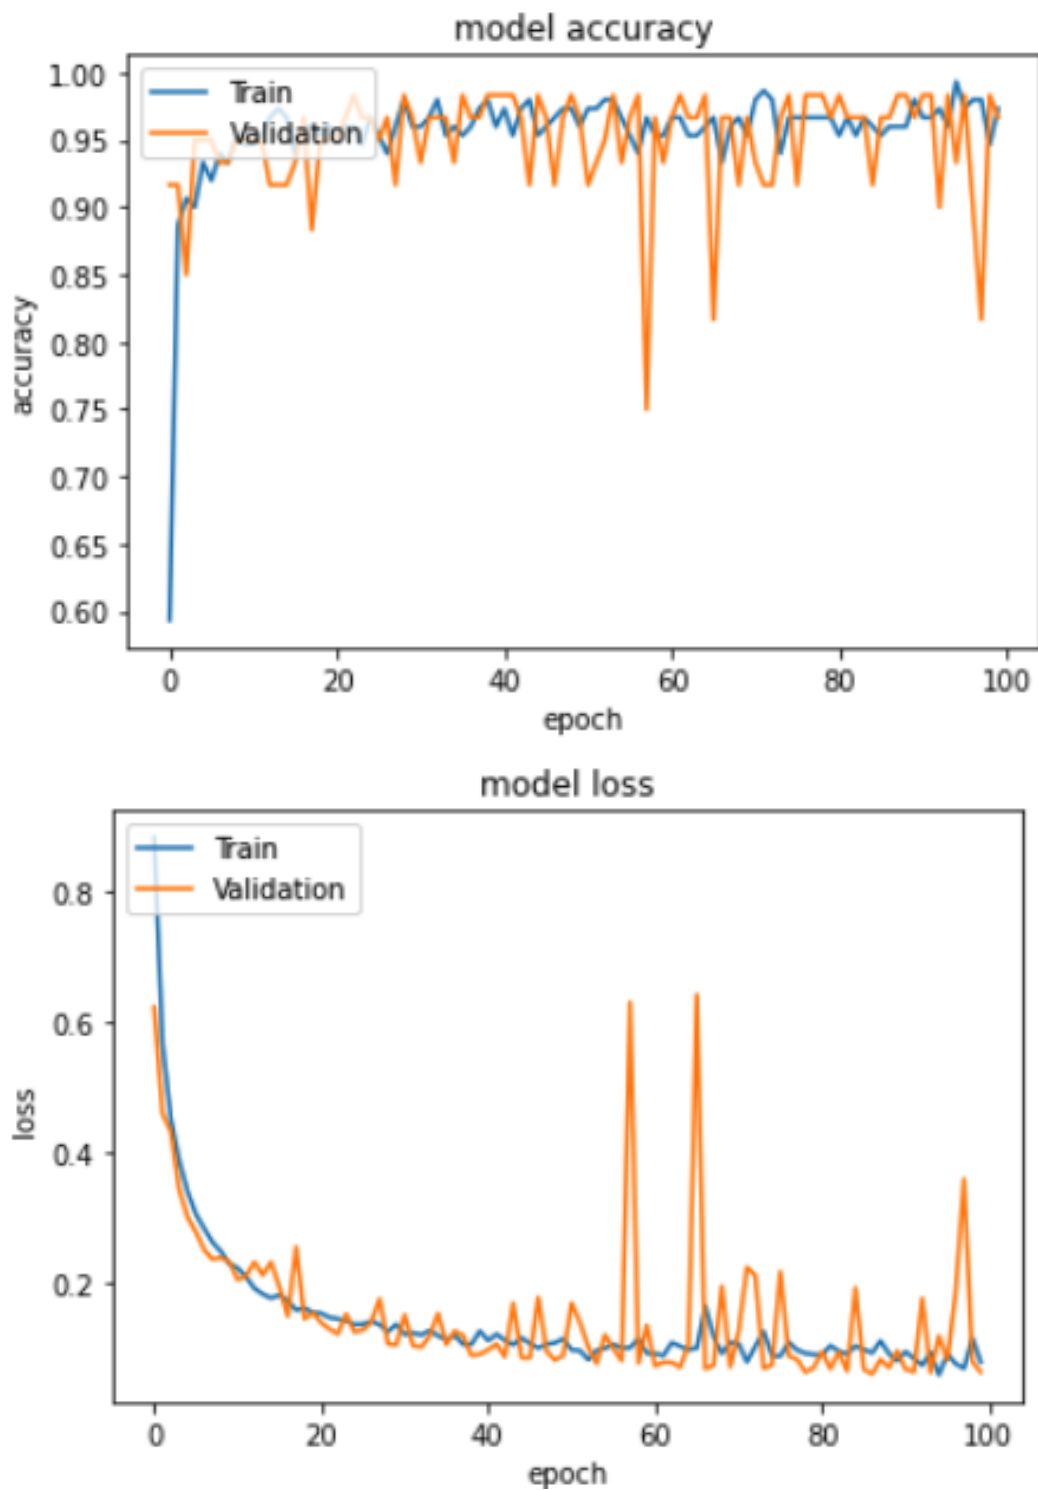 model accuracy
Train
Validation
1.00
0.95
0.90
0.85
0.80
0.75
0.70
0.65
0.60
accuracy
0 20 40 60 80 100
epoch
model loss
Train
Validation
0.8
0.6
0.4
0.2
loss
0 20 40 60 80 100
epoch